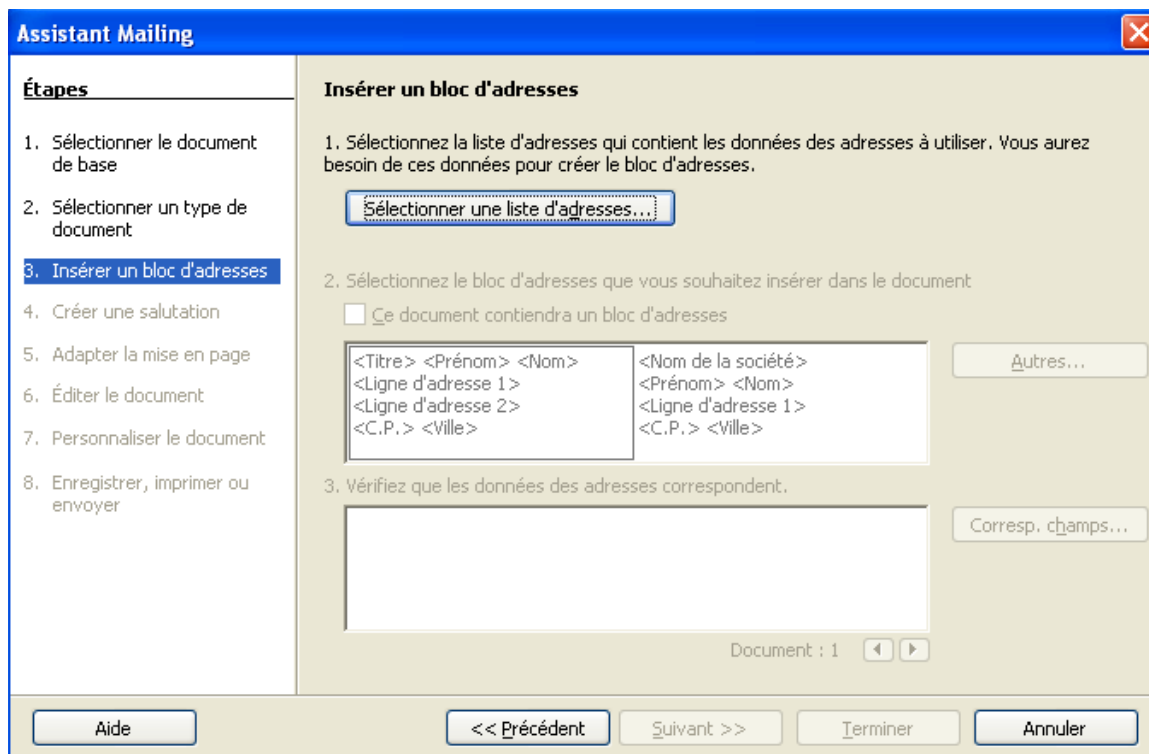 Assistant Mailing
Étapes
1. Sélectionner le document
de base
2. Sélectionner un type de
document
3. Insérer un bloc d'adresses
4. Créer une salutation
5. Adapter la mise en page
6. Éditer le document
7. Personnaliser le document
8. Enregistrer, imprimer ou
envoyer
Insérer un bloc d'adresses
1. Sélectionnez la liste d'adresses qui contient les données des adresses à utiliser. Vous aurez
besoin de ces données pour créer le bloc d'adresses.
Sélectionner une liste d'adresses...
2. Sélectionnez le bloc d'adresses que vous souhaitez insérer dans le document
Ce document contiendra un bloc d'adresses
<Titre> <Prénom> <Nom>
<Ligne d'adresse 1>
<Ligne d'adresse 2>
<C.P.> <Ville>
<Nom de la société>
<Prénom> <Nom>
<Ligne d'adresse 1>
<C.P.> <Ville>
Autres...
3. Vérifiez que les données des adresses correspondent.
Corresp. champs...
Document : 1
Aide
<< Précédent
Suivant >>
Terminer
Annuler